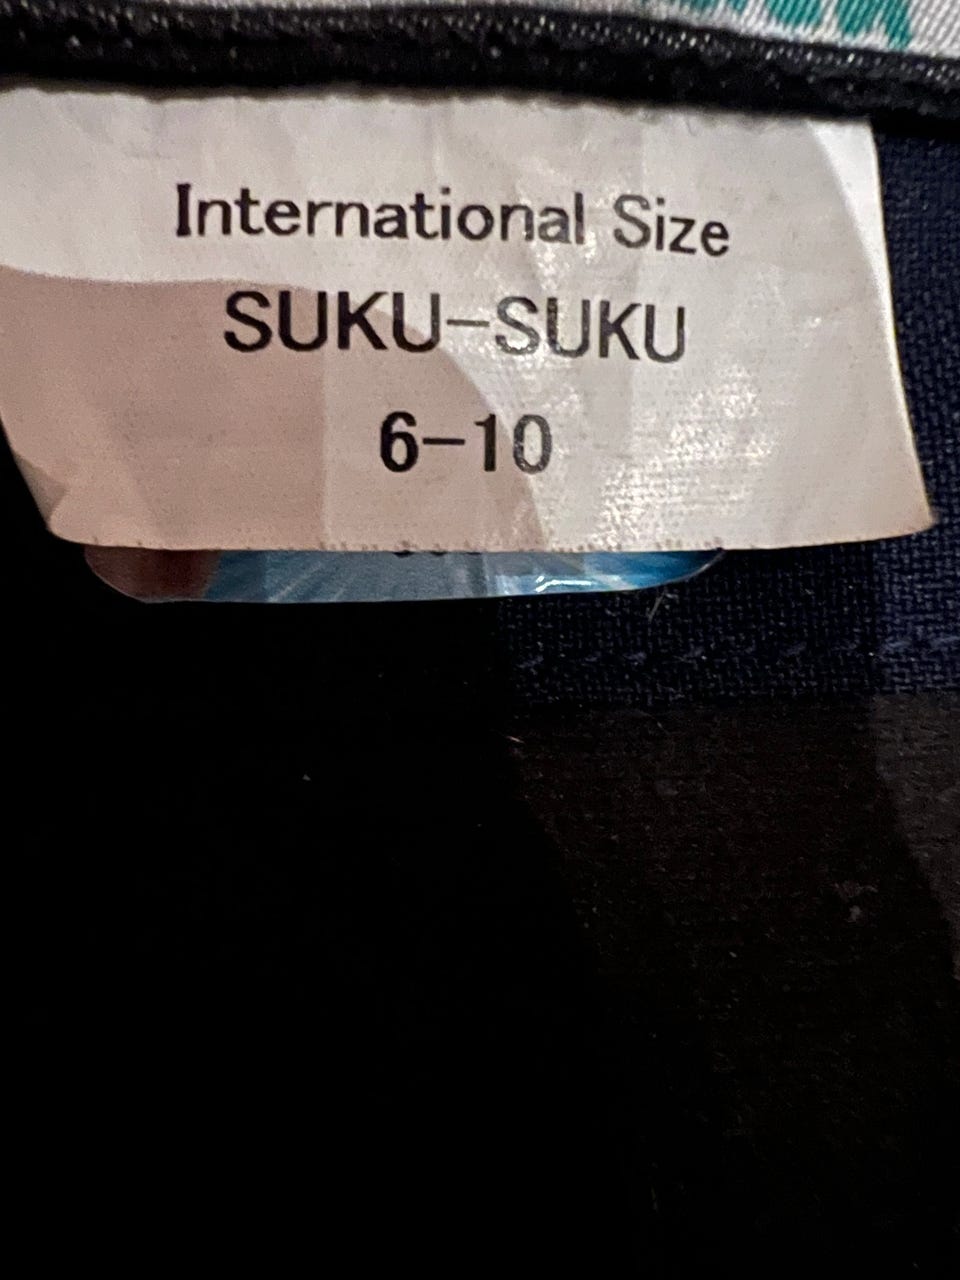 International Size
SUKU-SUKU
6-10